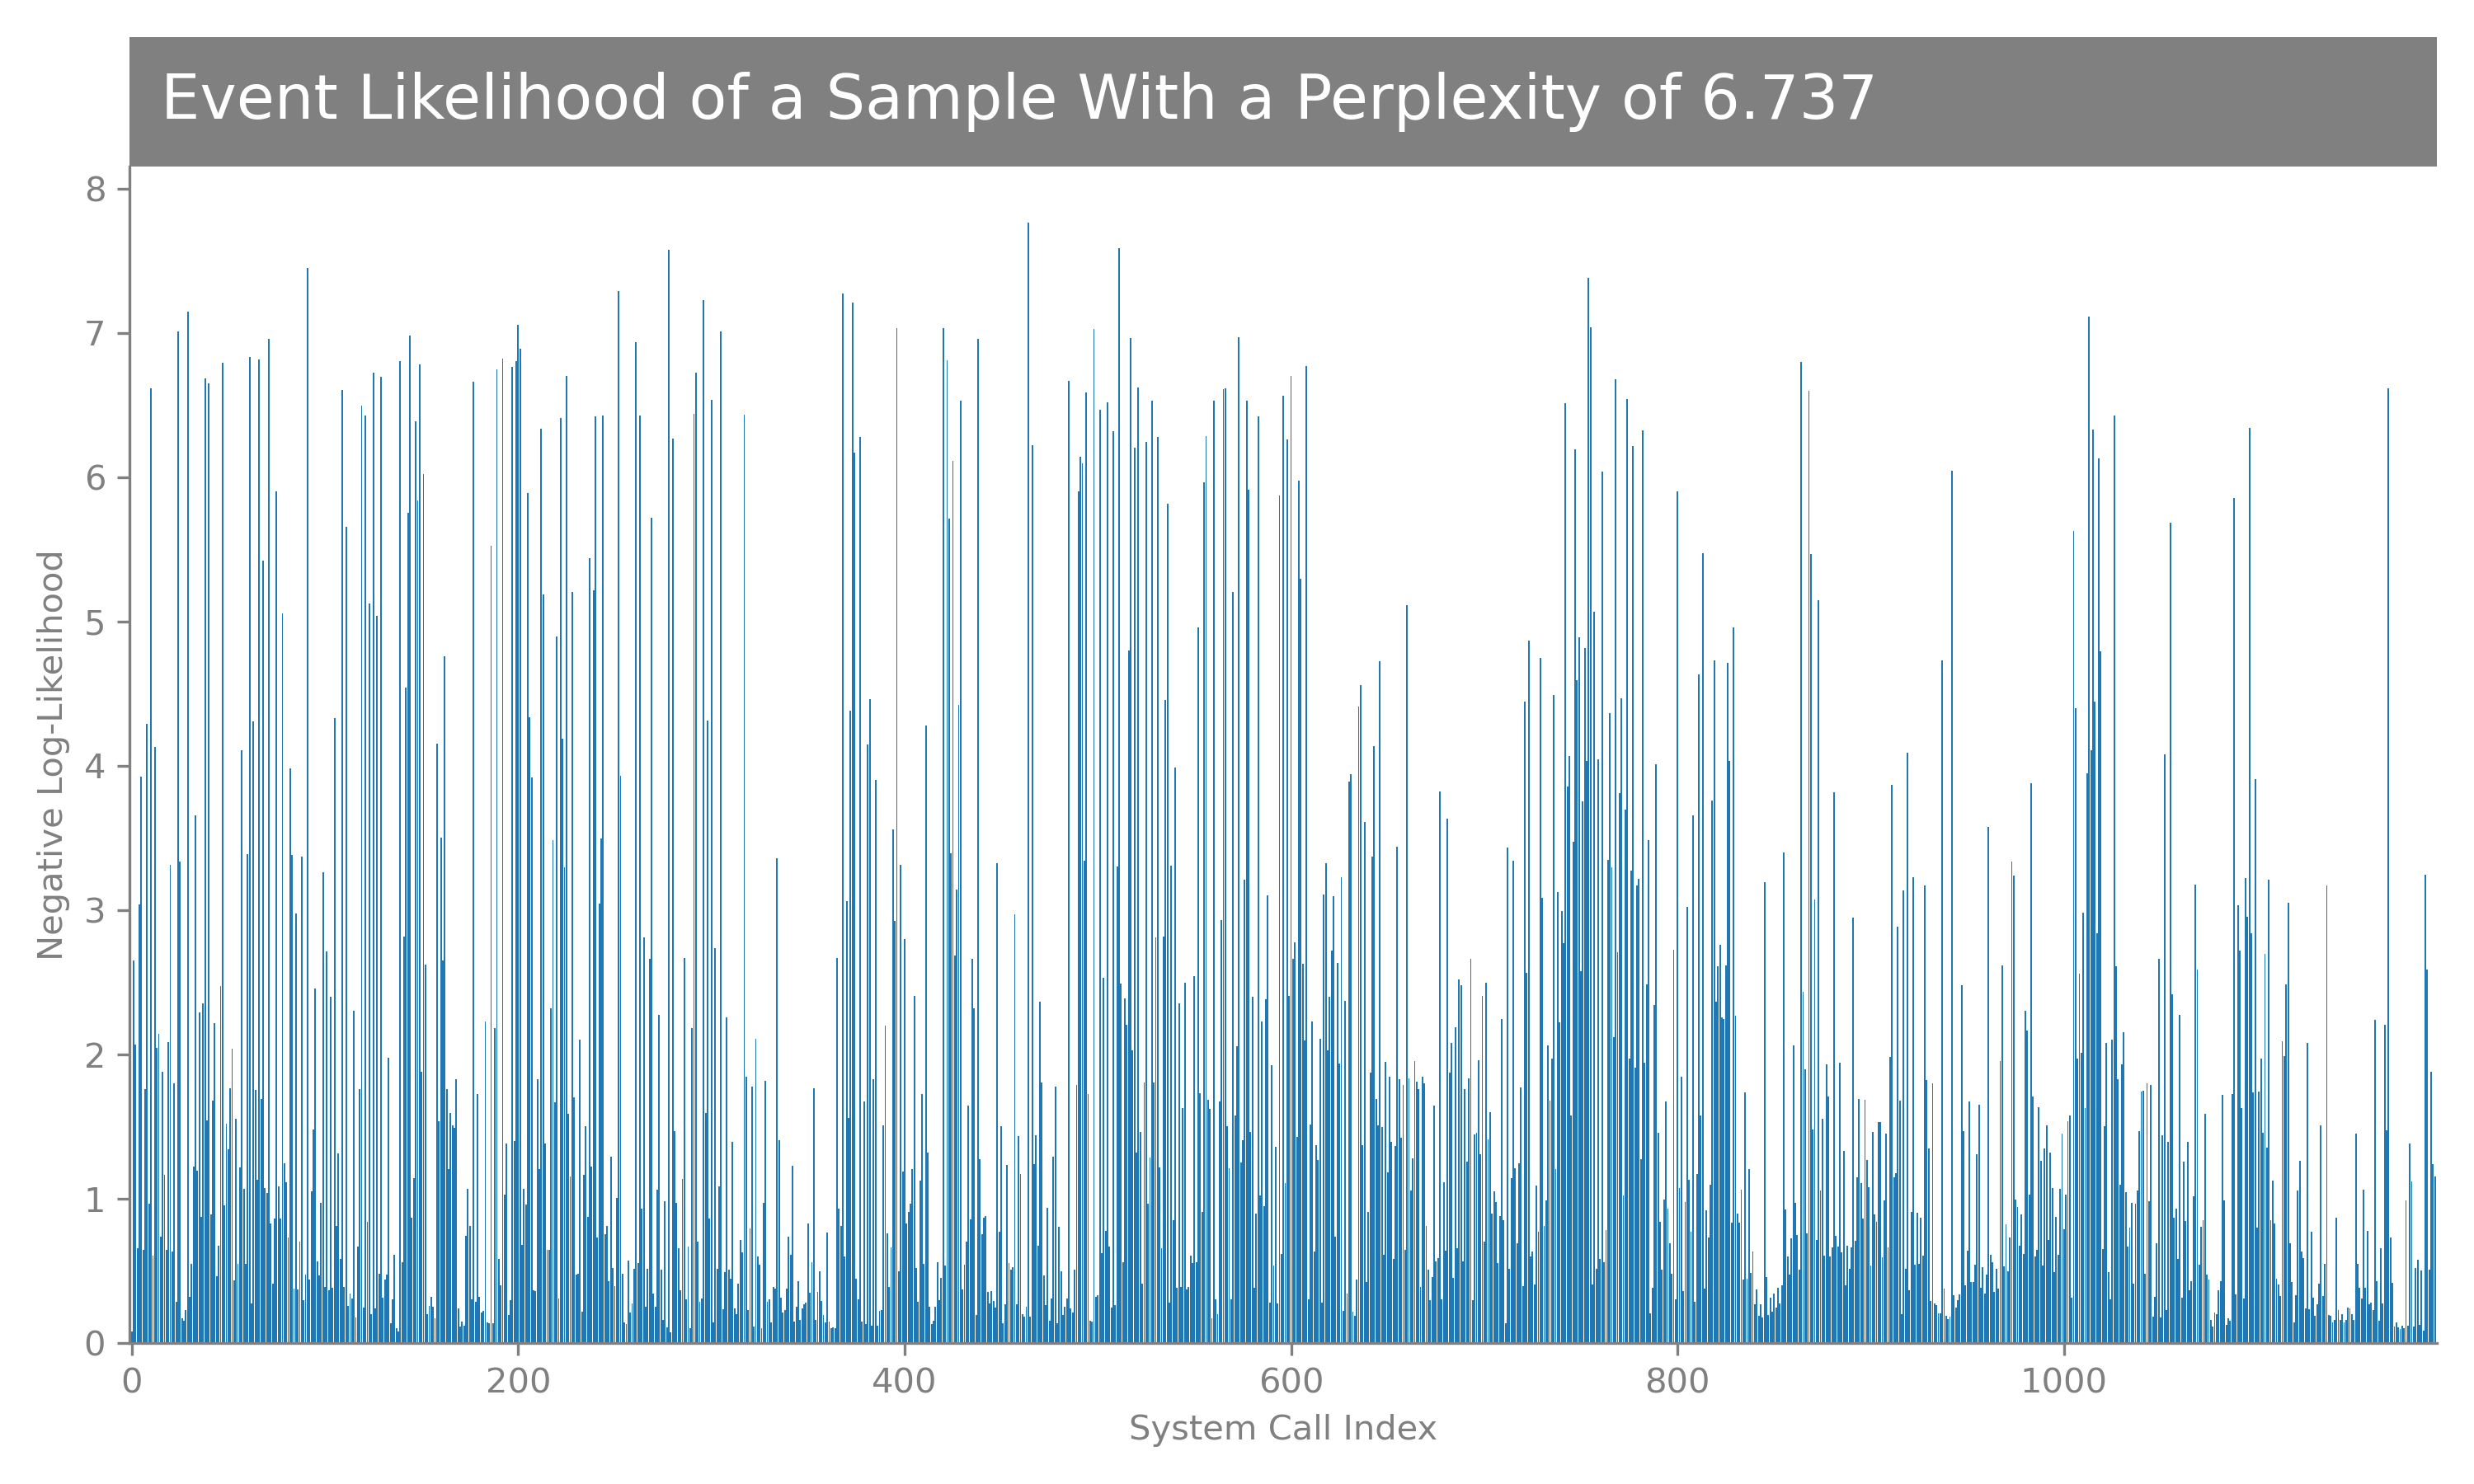 Event Likelihood of a Sample With a Perplexity of 6.737
8
7
6
5
4
3
2
1
0
Negative Log-Likelihood
0 200 400 600 800 1000
System Call Index